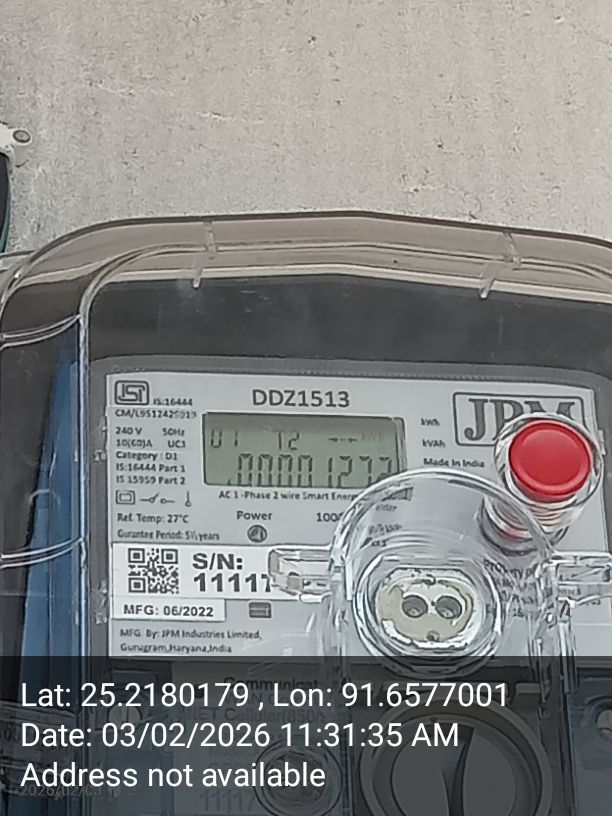 IS:16444
DDZ1513
JPM
240 V 50Hz
10(60)A UC1
Category : D1
IS:16444 Part 1
IS 15959 Part 2
T2
kWh
kVAh
Made In India
AC 1 -Phase 2 wire Smart
Ref. Temp: 27°C
Power
Gurantee Period: 5½ years
S/N:
MFG: 06/2022
MFG. By: JPM Industries Limited,
Gurugram,Haryana,India
Lat: 25.2180179 , Lon: 91.6577001
Date: 03/02/2026 11:31:35 AM
Address not available